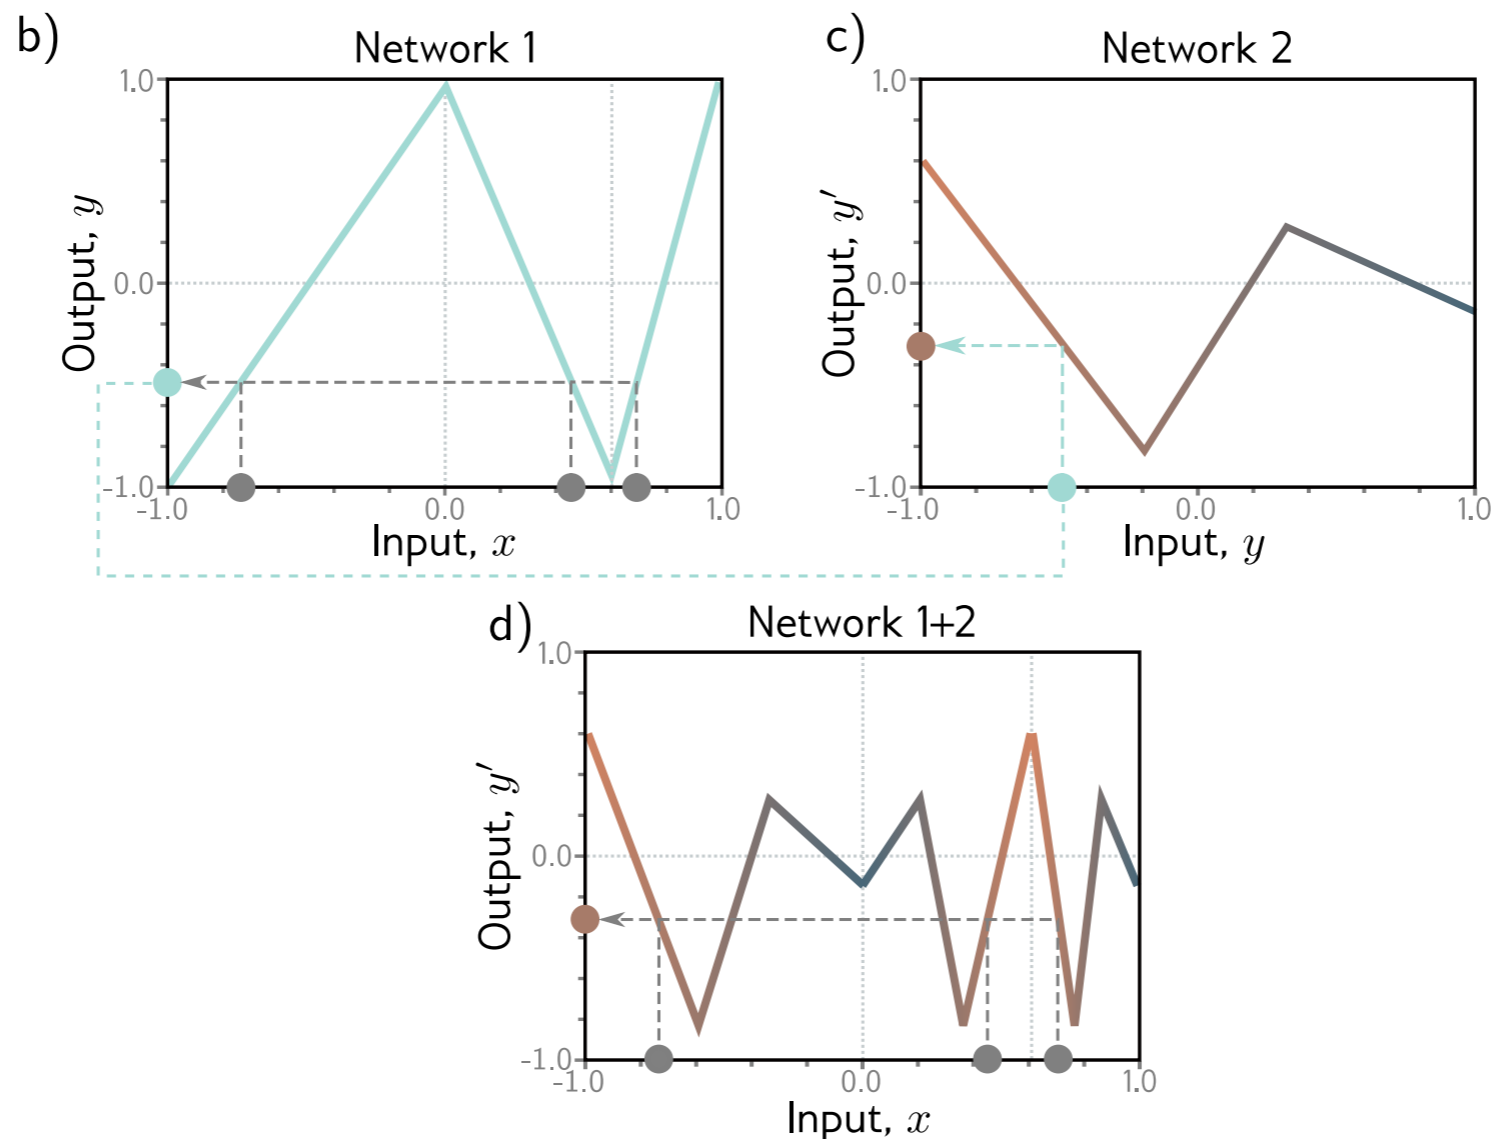 b)
Network 1
1.0
0.0
-1.0
Output, y
-1.0 0.0 1.0
Input, x
c)
Network 2
1.0
0.0
-1.0
Output, y′
-1.0 0.0 1.0
Input, y
d)
Network 1+2
1.0
0.0
-1.0
Output, y′
-1.0 0.0 1.0
Input, x